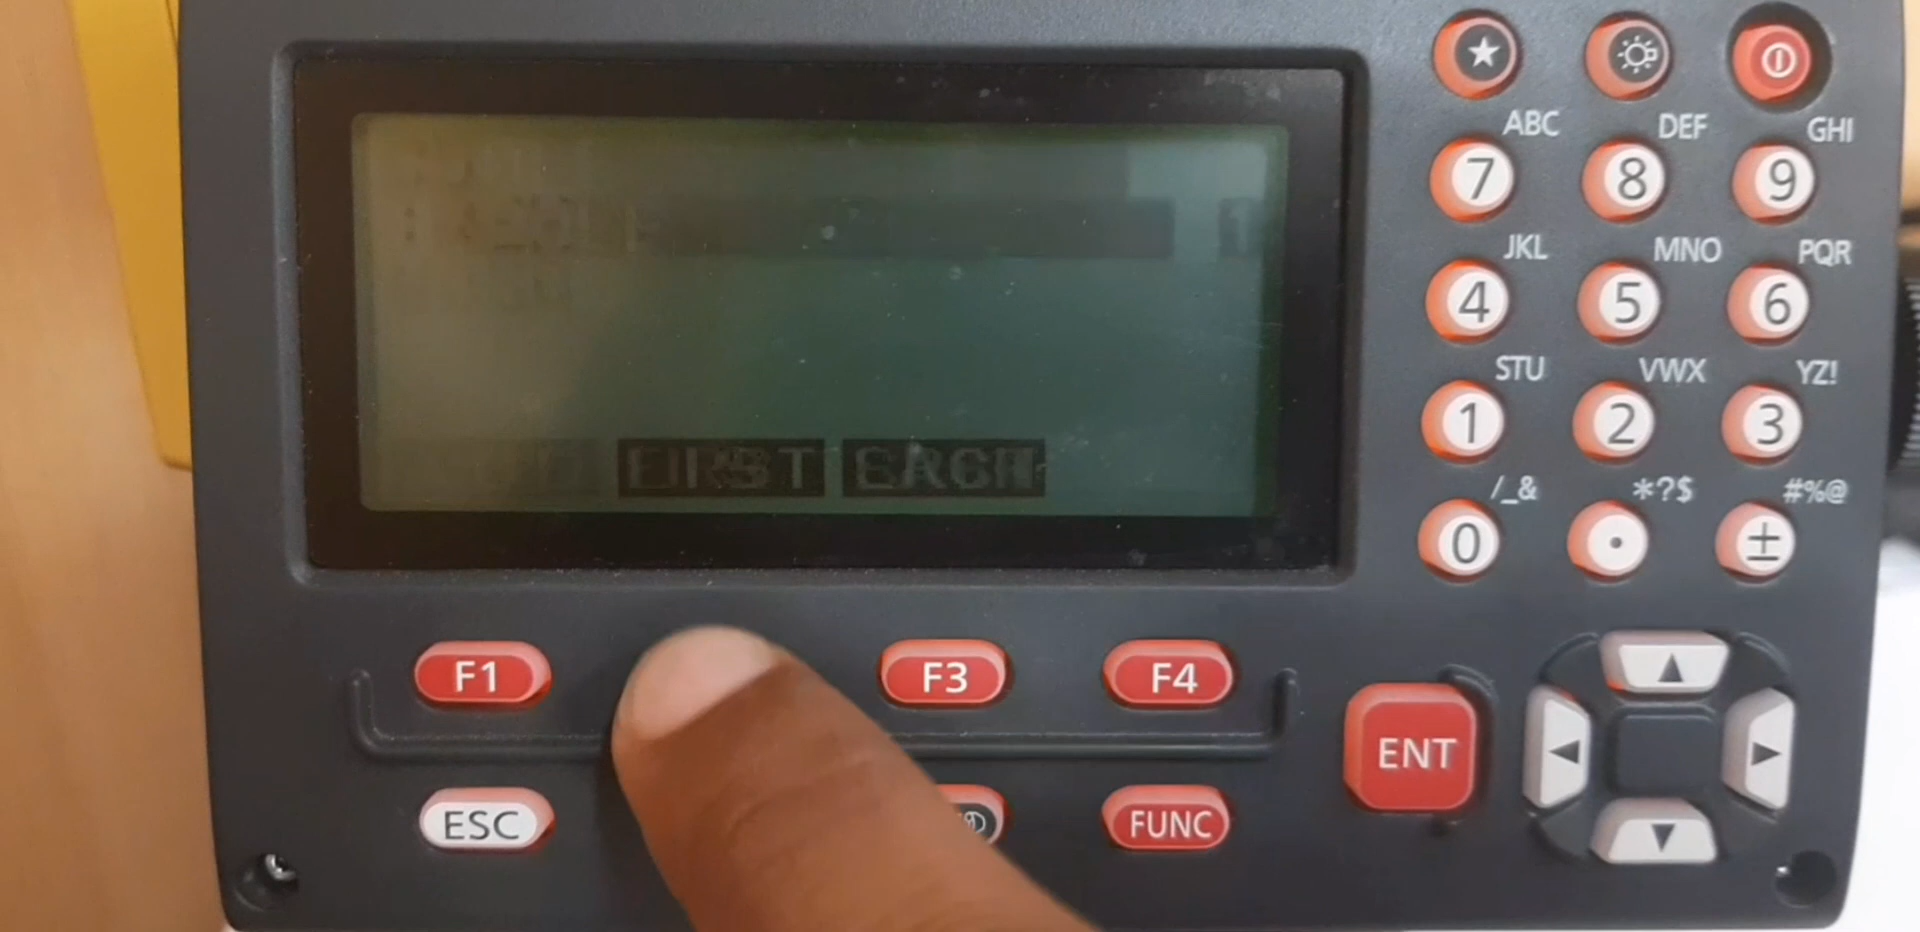 ABC DEF GHI
7 8 9
JKL MNO PQR
4 5 6
STU VWX YZ!
1 2 3
/_& *?$ #%@
0 • ±
FIRST
F1 F3 F4
ENT
ESC FUNC